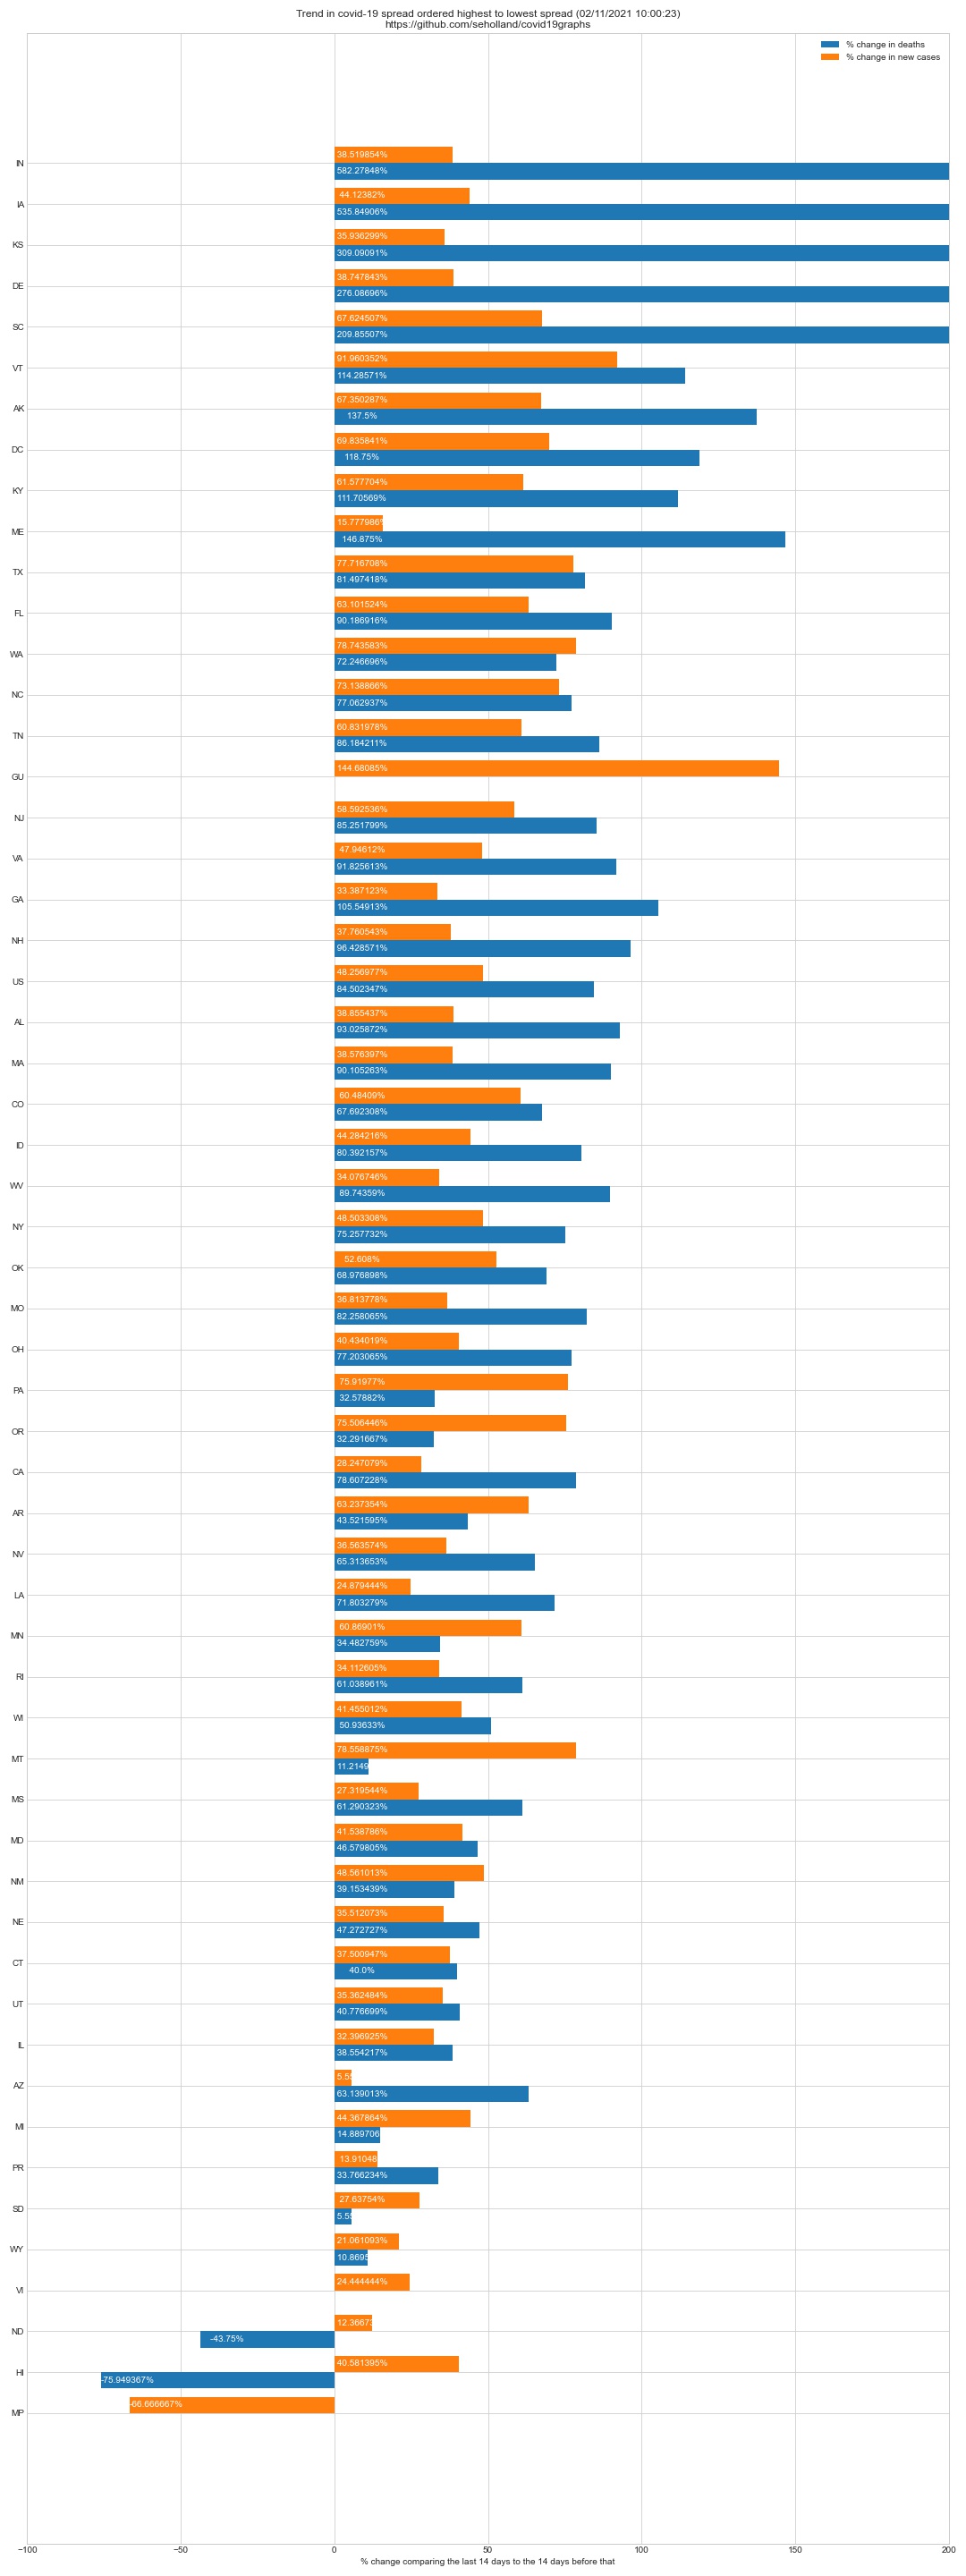 Trend in covid-19 spread ordered highest to lowest spread (02/11/2021 10:00:23)
https://github.com/seholland/covid19graphs
% change in deaths
% change in new cases
38.519854%
IN
582.27848%
44.12382%
IA
535.84906%
35.936299%
KS
309.09091%
38.747843%
DE
276.08696%
67.624507%
SC
209.85507%
91.960352%
VT
114.28571%
67.350287%
AK
137.5%
69.835841%
DC
118.75%
61.577704%
KY
111.70569%
15.777986%
ME
146.875%
77.716708%
TX
81.497418%
63.101524%
FL
90.186916%
78.743583%
WA
72.246696%
73.138866%
NC
77.062937%
60.831978%
TN
86.184211%
144.68085%
GU
58.592536%
NJ
85.251799%
47.94612%
VA
91.825613%
33.387123%
GA
105.54913%
37.760543%
NH
96.428571%
48.256977%
US
84.502347%
38.855437%
AL
93.025872%
38.576397%
MA
90.105263%
60.48409%
CO
67.692308%
44.284216%
ID
80.392157%
34.076746%
WV
89.74359%
48.503308%
NY
75.257732%
52.608%
OK
68.976898%
36.813778%
MO
82.258065%
40.434019%
OH
77.203065%
75.91977%
PA
32.57882%
75.506446%
OR
32.291667%
28.247079%
CA
78.607228%
63.237354%
AR
43.521595%
36.563574%
NV
65.313653%
24.879444%
LA
71.803279%
60.86901%
MN
34.482759%
34.112605%
RI
61.038961%
41.455012%
WI
50.93633%
78.558875%
MT
11.2149
27.319544%
MS
61.290323%
41.538786%
MD
46.579805%
48.561013%
NM
39.153439%
35.512073%
NE
47.272727%
37.500947%
CT
40.0%
35.362484%
UT
40.776699%
32.396925%
IL
38.554217%
5.5
AZ
63.139013%
44.367864%
MI
14.889706
13.91048
PR
33.766234%
27.63754%
SD
5.5
21.061093%
WY
10.8695
24.444444%
VI
12.3667
ND
-43.75%
40.581395%
HI
-75.949367%
-66.666667%
MP
−100 −50 0 50 100 150 200
% change comparing the last 14 days to the 14 days before that